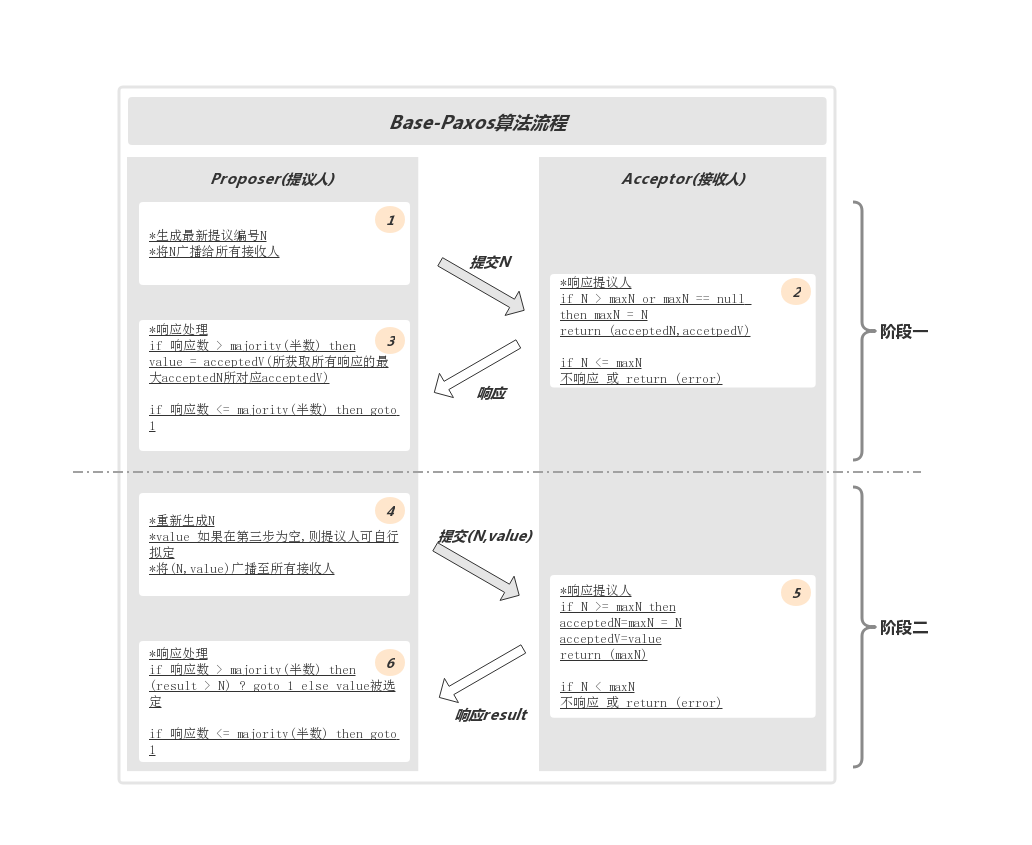 Base-Paxos算法流程
Proposer(提议人)
Acceptor(接收人)
1
*生成最新提议编号N
*将N广播给所有接收人
提交N
2
*响应提议人
if N > maxN or maxN == null
then maxN = N
return (acceptedN,accetpedV)
if N <= maxN
不响应 或 return (error)
阶段一
3
*响应处理
if 响应数 > majority(半数) then
value = acceptedV(所获取所有响应的最
大acceptedN所对应acceptedV)
if 响应数 <= majority(半数) then goto
1
响应
4
*重新生成N
*value 如果在第三步为空,则提议人可自行
拟定
*将(N,value)广播至所有接收人
提交(N,value)
5
*响应提议人
if N >= maxN then
acceptedN=maxN = N
acceptedV=value
return (maxN)
if N < maxN
不响应 或 return (error)
阶段二
6
*响应处理
if 响应数 > majority(半数) then
(result > N) ? goto 1 else value被选
定
if 响应数 <= majority(半数) then goto
1
响应result